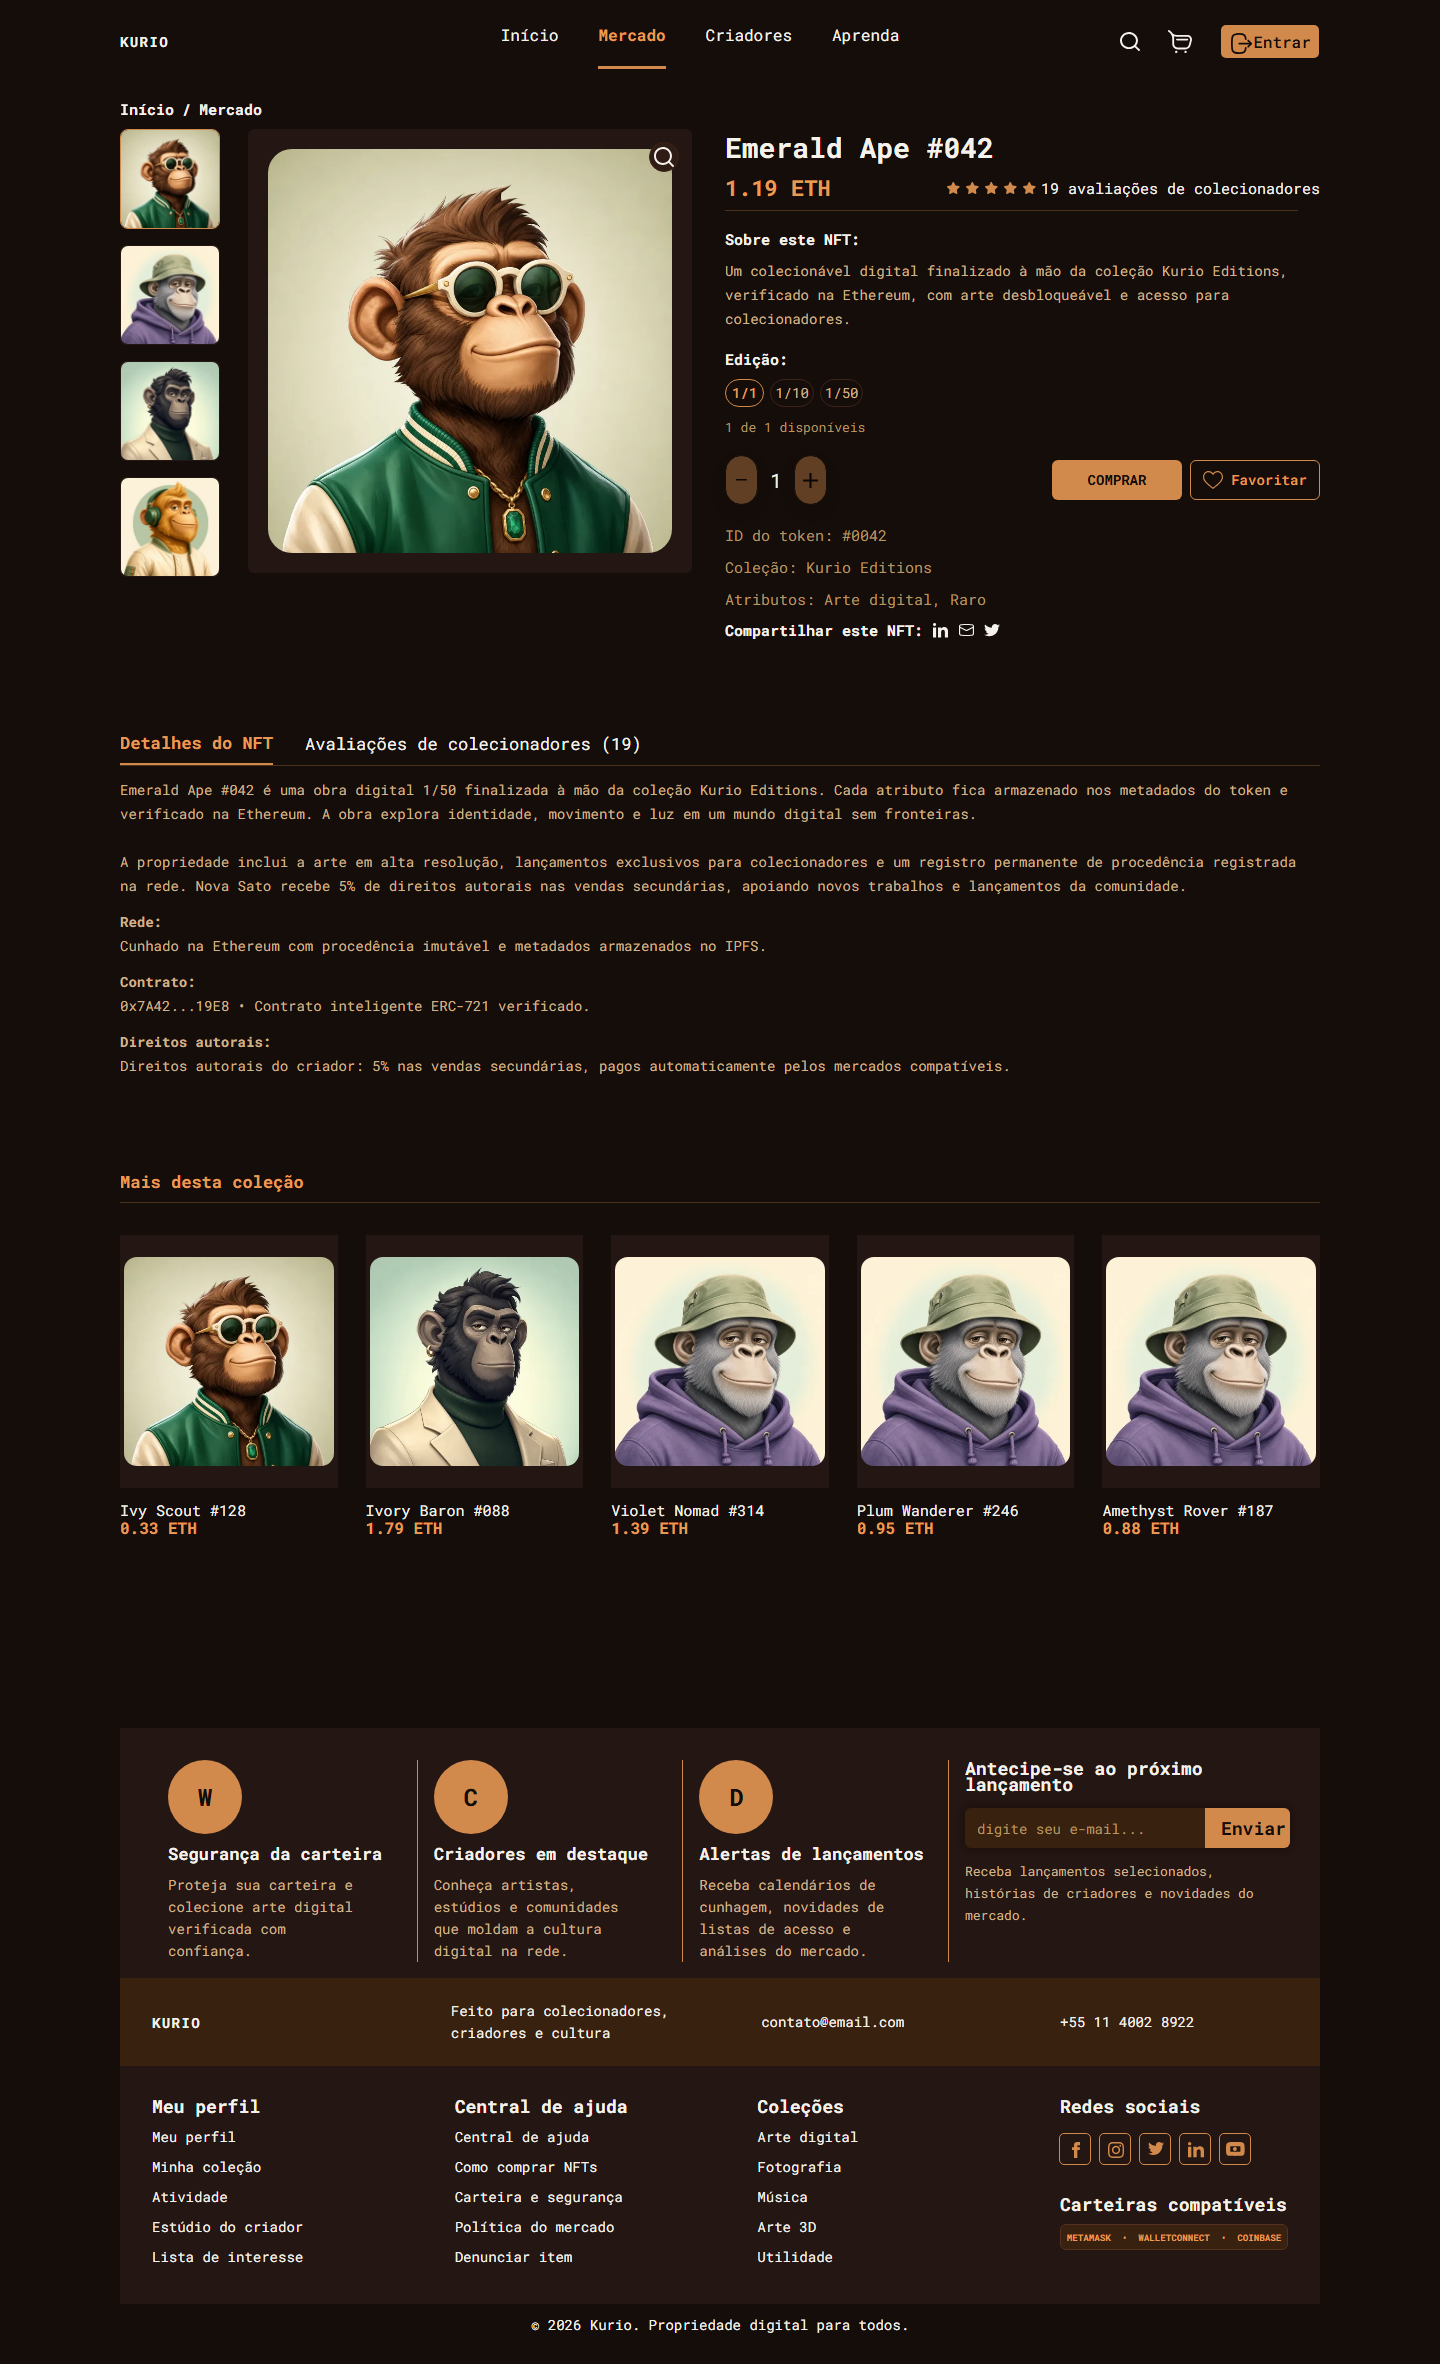 KURIO
Início
Mercado
Criadores
Aprenda
Entrar
Início / Mercado
Emerald Ape #042
1.19 ETH
19 avaliações de colecionadores
Sobre este NFT:
Um colecionável digital finalizado à mão da coleção Kurio Editions,
verificado na Ethereum, com arte desbloqueável e acesso para
colecionadores.
Edição:
1/1
1/10
1/50
1 de 1 disponíveis
−
1
+
COMPRAR
Favoritar
ID do token: #0042
Coleção: Kurio Editions
Atributos: Arte digital, Raro
Compartilhar este NFT:
Detalhes do NFT
Avaliações de colecionadores (19)
Emerald Ape #042 é uma obra digital 1/50 finalizada à mão da coleção Kurio Editions. Cada atributo fica armazenado nos metadados do token e
verificado na Ethereum. A obra explora identidade, movimento e luz em um mundo digital sem fronteiras.
A propriedade inclui a arte em alta resolução, lançamentos exclusivos para colecionadores e um registro permanente de procedência registrada
na rede. Nova Sato recebe 5% de direitos autorais nas vendas secundárias, apoiando novos trabalhos e lançamentos da comunidade.
Rede:
Cunhado na Ethereum com procedência imutável e metadados armazenados no IPFS.
Contrato:
0x7A42...19E8 • Contrato inteligente ERC-721 verificado.
Direitos autorais:
Direitos autorais do criador: 5% nas vendas secundárias, pagos automaticamente pelos mercados compatíveis.
Mais desta coleção
Ivy Scout #128
0.33 ETH
Ivory Baron #088
1.79 ETH
Violet Nomad #314
1.39 ETH
Plum Wanderer #246
0.95 ETH
Amethyst Rover #187
0.88 ETH
W
Segurança da carteira
Proteja sua carteira e
colecione arte digital
verificada com
confiança.
C
Criadores em destaque
Conheça artistas,
estúdios e comunidades
que moldam a cultura
digital na rede.
D
Alertas de lançamentos
Receba calendários de
cunhagem, novidades de
listas de acesso e
análises do mercado.
Antecipe-se ao próximo
lançamento
digite seu e-mail...
Enviar
Receba lançamentos selecionados,
histórias de criadores e novidades do
mercado.
KURIO
Feito para colecionadores,
criadores e cultura
contato@email.com
+55 11 4002 8922
Meu perfil
Meu perfil
Minha coleção
Atividade
Estúdio do criador
Lista de interesse
Central de ajuda
Central de ajuda
Como comprar NFTs
Carteira e segurança
Política do mercado
Denunciar item
Coleções
Arte digital
Fotografia
Música
Arte 3D
Utilidade
Redes sociais
Carteiras compatíveis
METAMASK • WALLETCONNECT • COINBASE
© 2026 Kurio. Propriedade digital para todos.